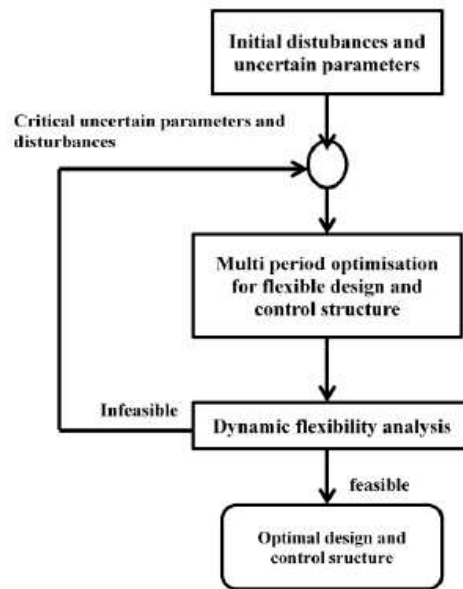 Initial distubances and
uncertain parameters
Critical uncertain parameters and
disturbances
Multi period optimisation
for flexible design and
control structure
Infeasible
Dynamic flexibility analysis
feasible
Optimal design and
control sructure